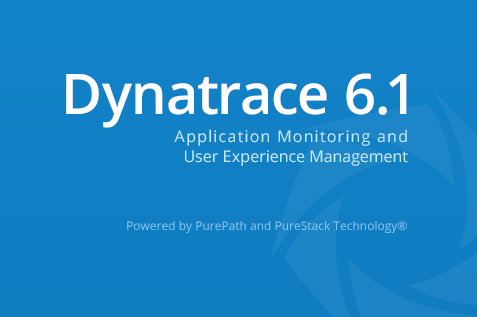 Dynatrace 6.1
Application Monitoring and
User Experience Management
Powered by PurePath and PureStack Technology®